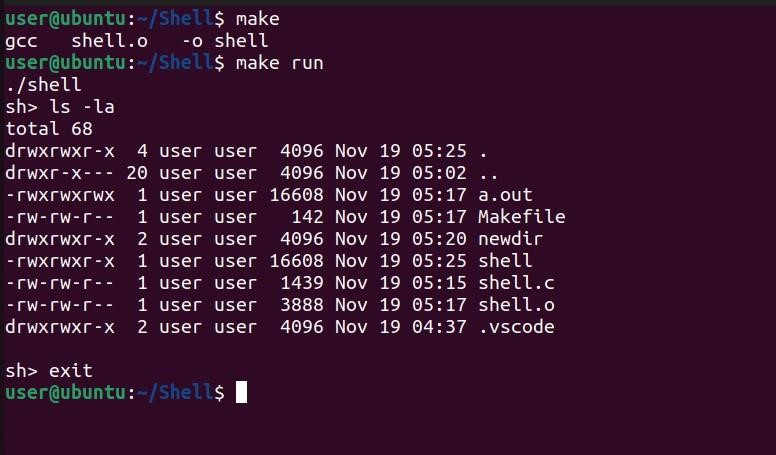 user@ubuntu:~/Shell$ make
gcc   shell.o   -o shell
user@ubuntu:~/Shell$ make run
./shell
sh> ls -la
total 68
drwxrwxr-x  4 user user  4096 Nov 19 05:25 .
drwxr-x--- 20 user user  4096 Nov 19 05:02 ..
-rwxrwxrwx  1 user user 16608 Nov 19 05:17 a.out
-rw-rw-r--  1 user user   142 Nov 19 05:17 Makefile
drwxrwxr-x  2 user user  4096 Nov 19 05:20 newdir
-rwxrwxr-x  1 user user 16608 Nov 19 05:25 shell
-rw-rw-r--  1 user user  1439 Nov 19 05:15 shell.c
-rw-rw-r--  1 user user  3888 Nov 19 05:17 shell.o
drwxrwxr-x  2 user user  4096 Nov 19 04:37 .vscode
sh> exit
user@ubuntu:~/Shell$